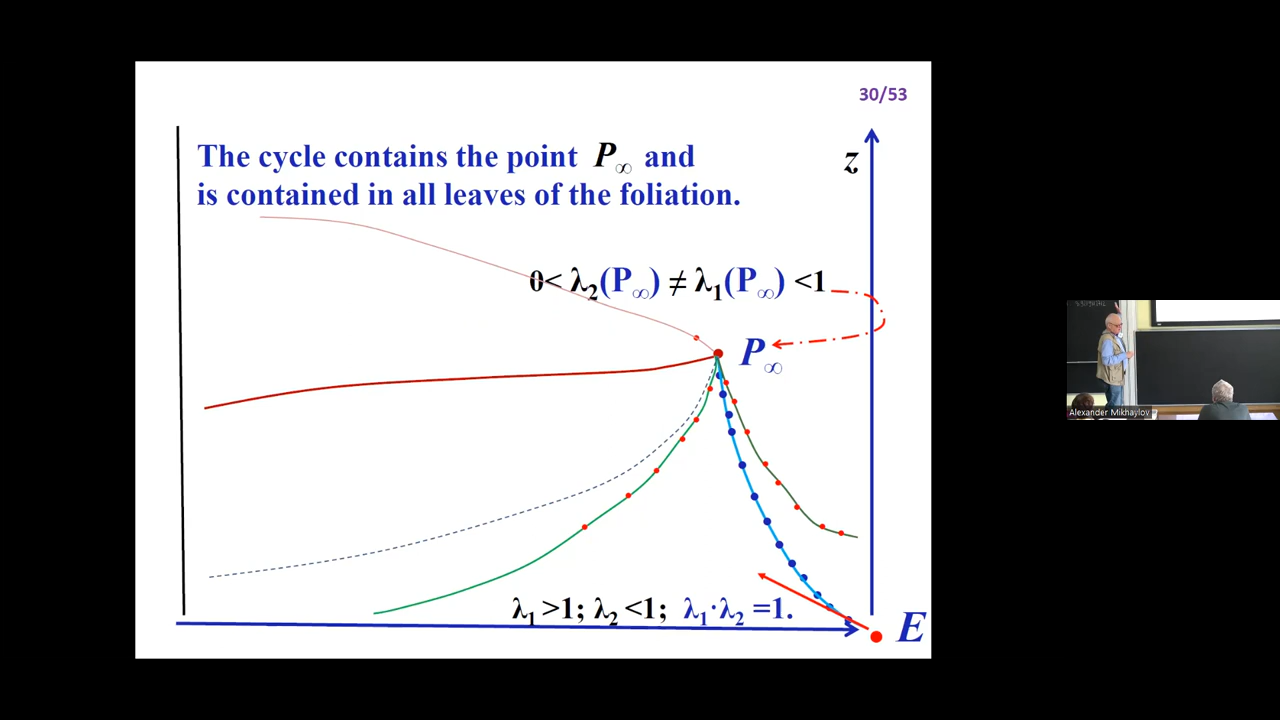 30/53
The cycle contains the point P∞ and
is contained in all leaves of the foliation.
z
0< λ₂(P∞) ≠ λ₁(P∞) <1
P∞
λ₁ >1; λ₂ <1; λ₁·λ₂ =1.
E
Alexander Mikhaylov